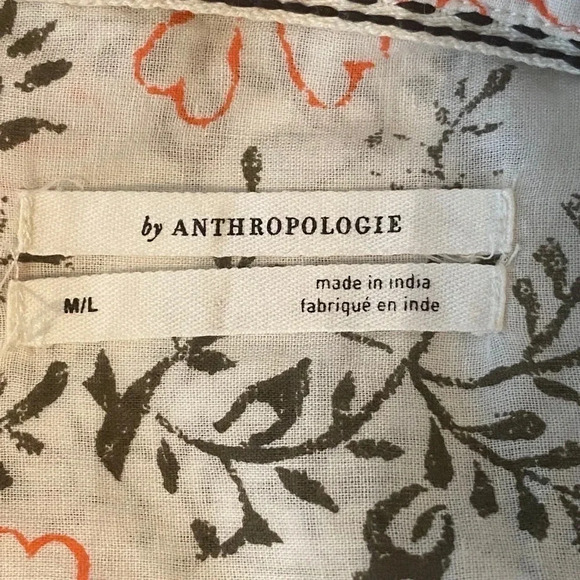 by ANTHROPOLOGIE
M/L
made in india
fabriqué en inde